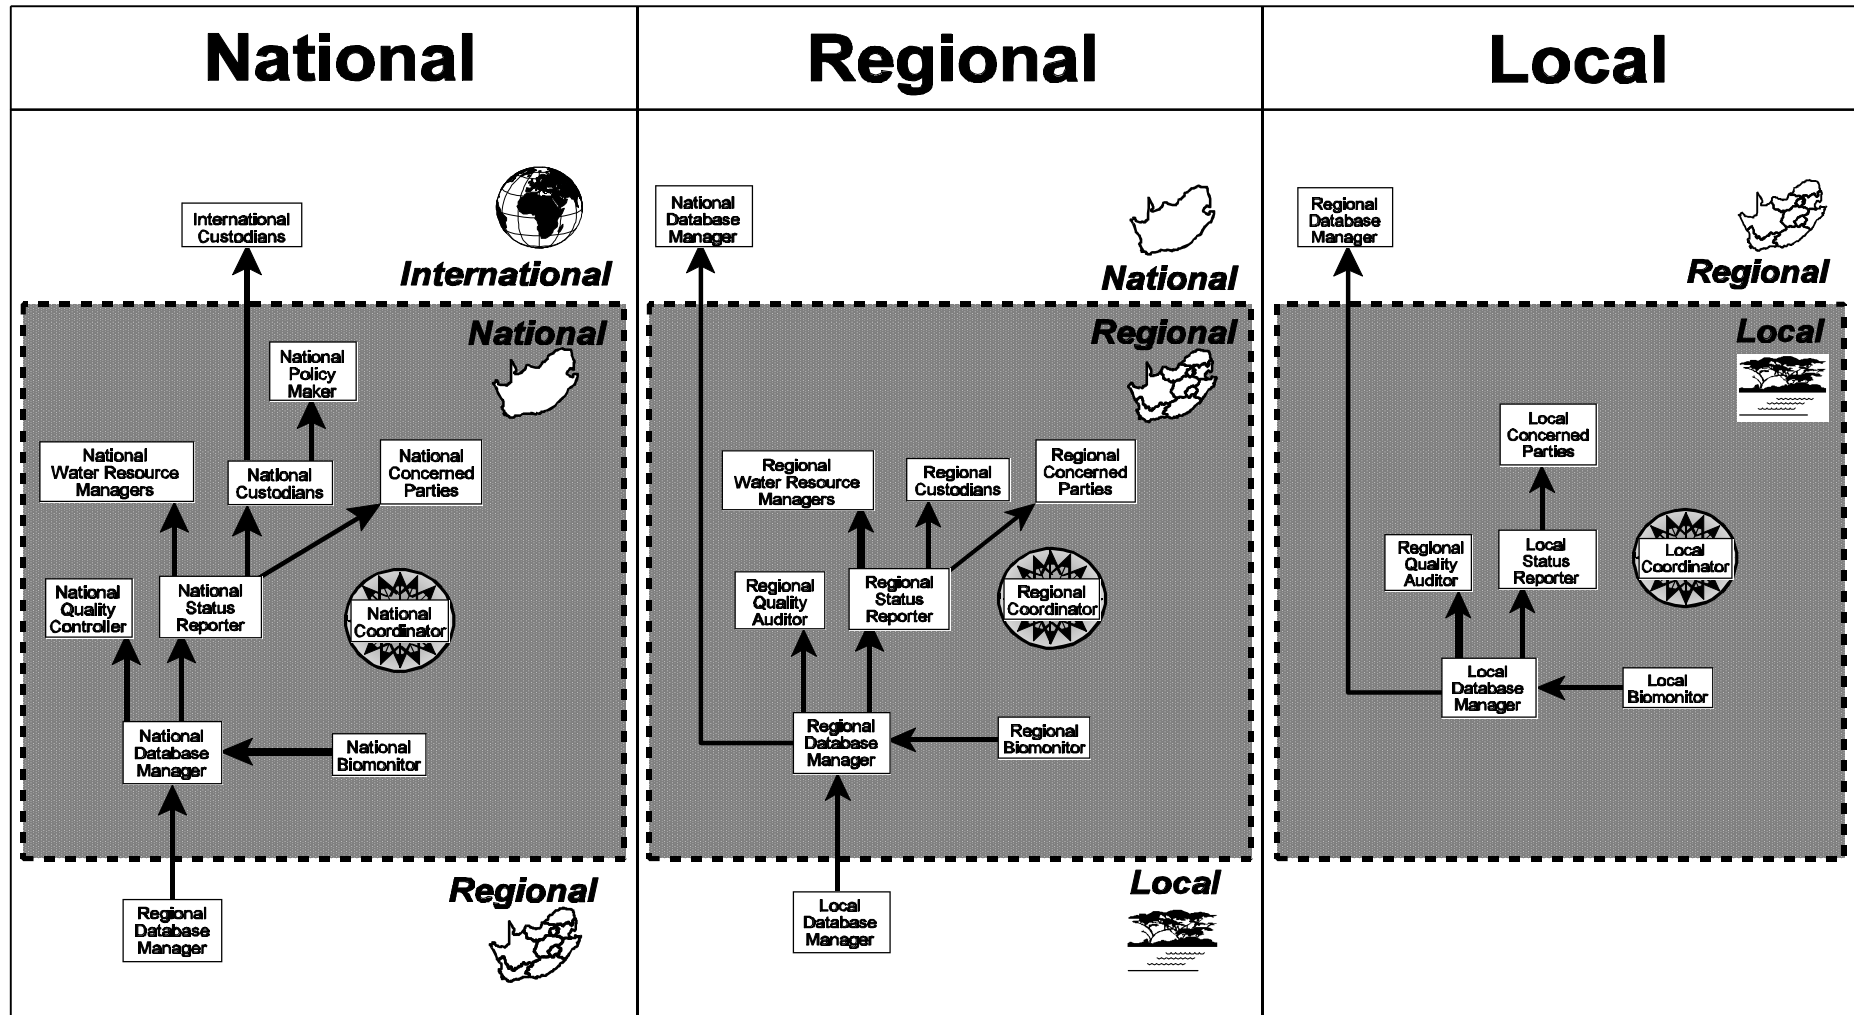 National
Regional
Local
International
Custodians
International
National
National
Policy
Maker
National
Water Resource
Managers
National
Custodians
National
Concerned
Parties
National
Quality
Controller
National
Status
Reporter
National
Coordinator
National
Database
Manager
National
Biomonitor
Regional
Regional
Database
Manager
National
Database
Manager
National
Regional
Regional
Water Resource
Managers
Regional
Custodians
Regional
Concerned
Parties
Regional
Quality
Auditor
Regional
Status
Reporter
Regional
Coordinator
Regional
Database
Manager
Regional
Biomonitor
Local
Local
Database
Manager
Regional
Database
Manager
Regional
Local
Local
Concerned
Parties
Regional
Quality
Auditor
Local
Status
Reporter
Local
Coordinator
Local
Database
Manager
Local
Biomonitor